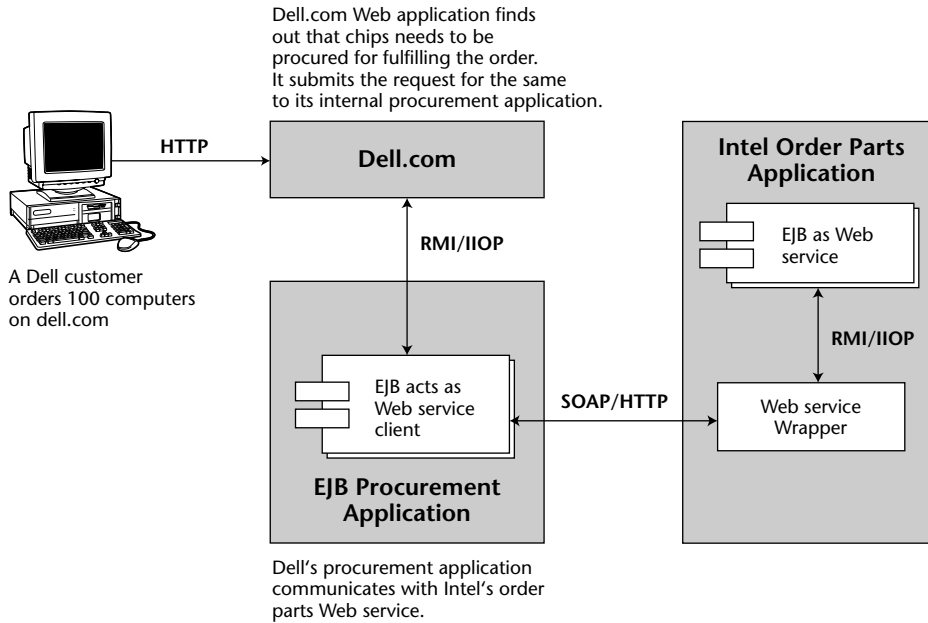 Dell.com Web application finds
out that chips needs to be
procured for fulfilling the order.
It submits the request for the same
to its internal procurement application.
HTTP
Dell.com
Intel Order Parts
Application
EJB as Web
service
RMI/IIOP
A Dell customer
orders 100 computers
on dell.com
RMI/IIOP
EJB acts as
Web service
client
SOAP/HTTP
Web service
Wrapper
EJB Procurement
Application
Dell's procurement application
communicates with Intel's order
parts Web service.